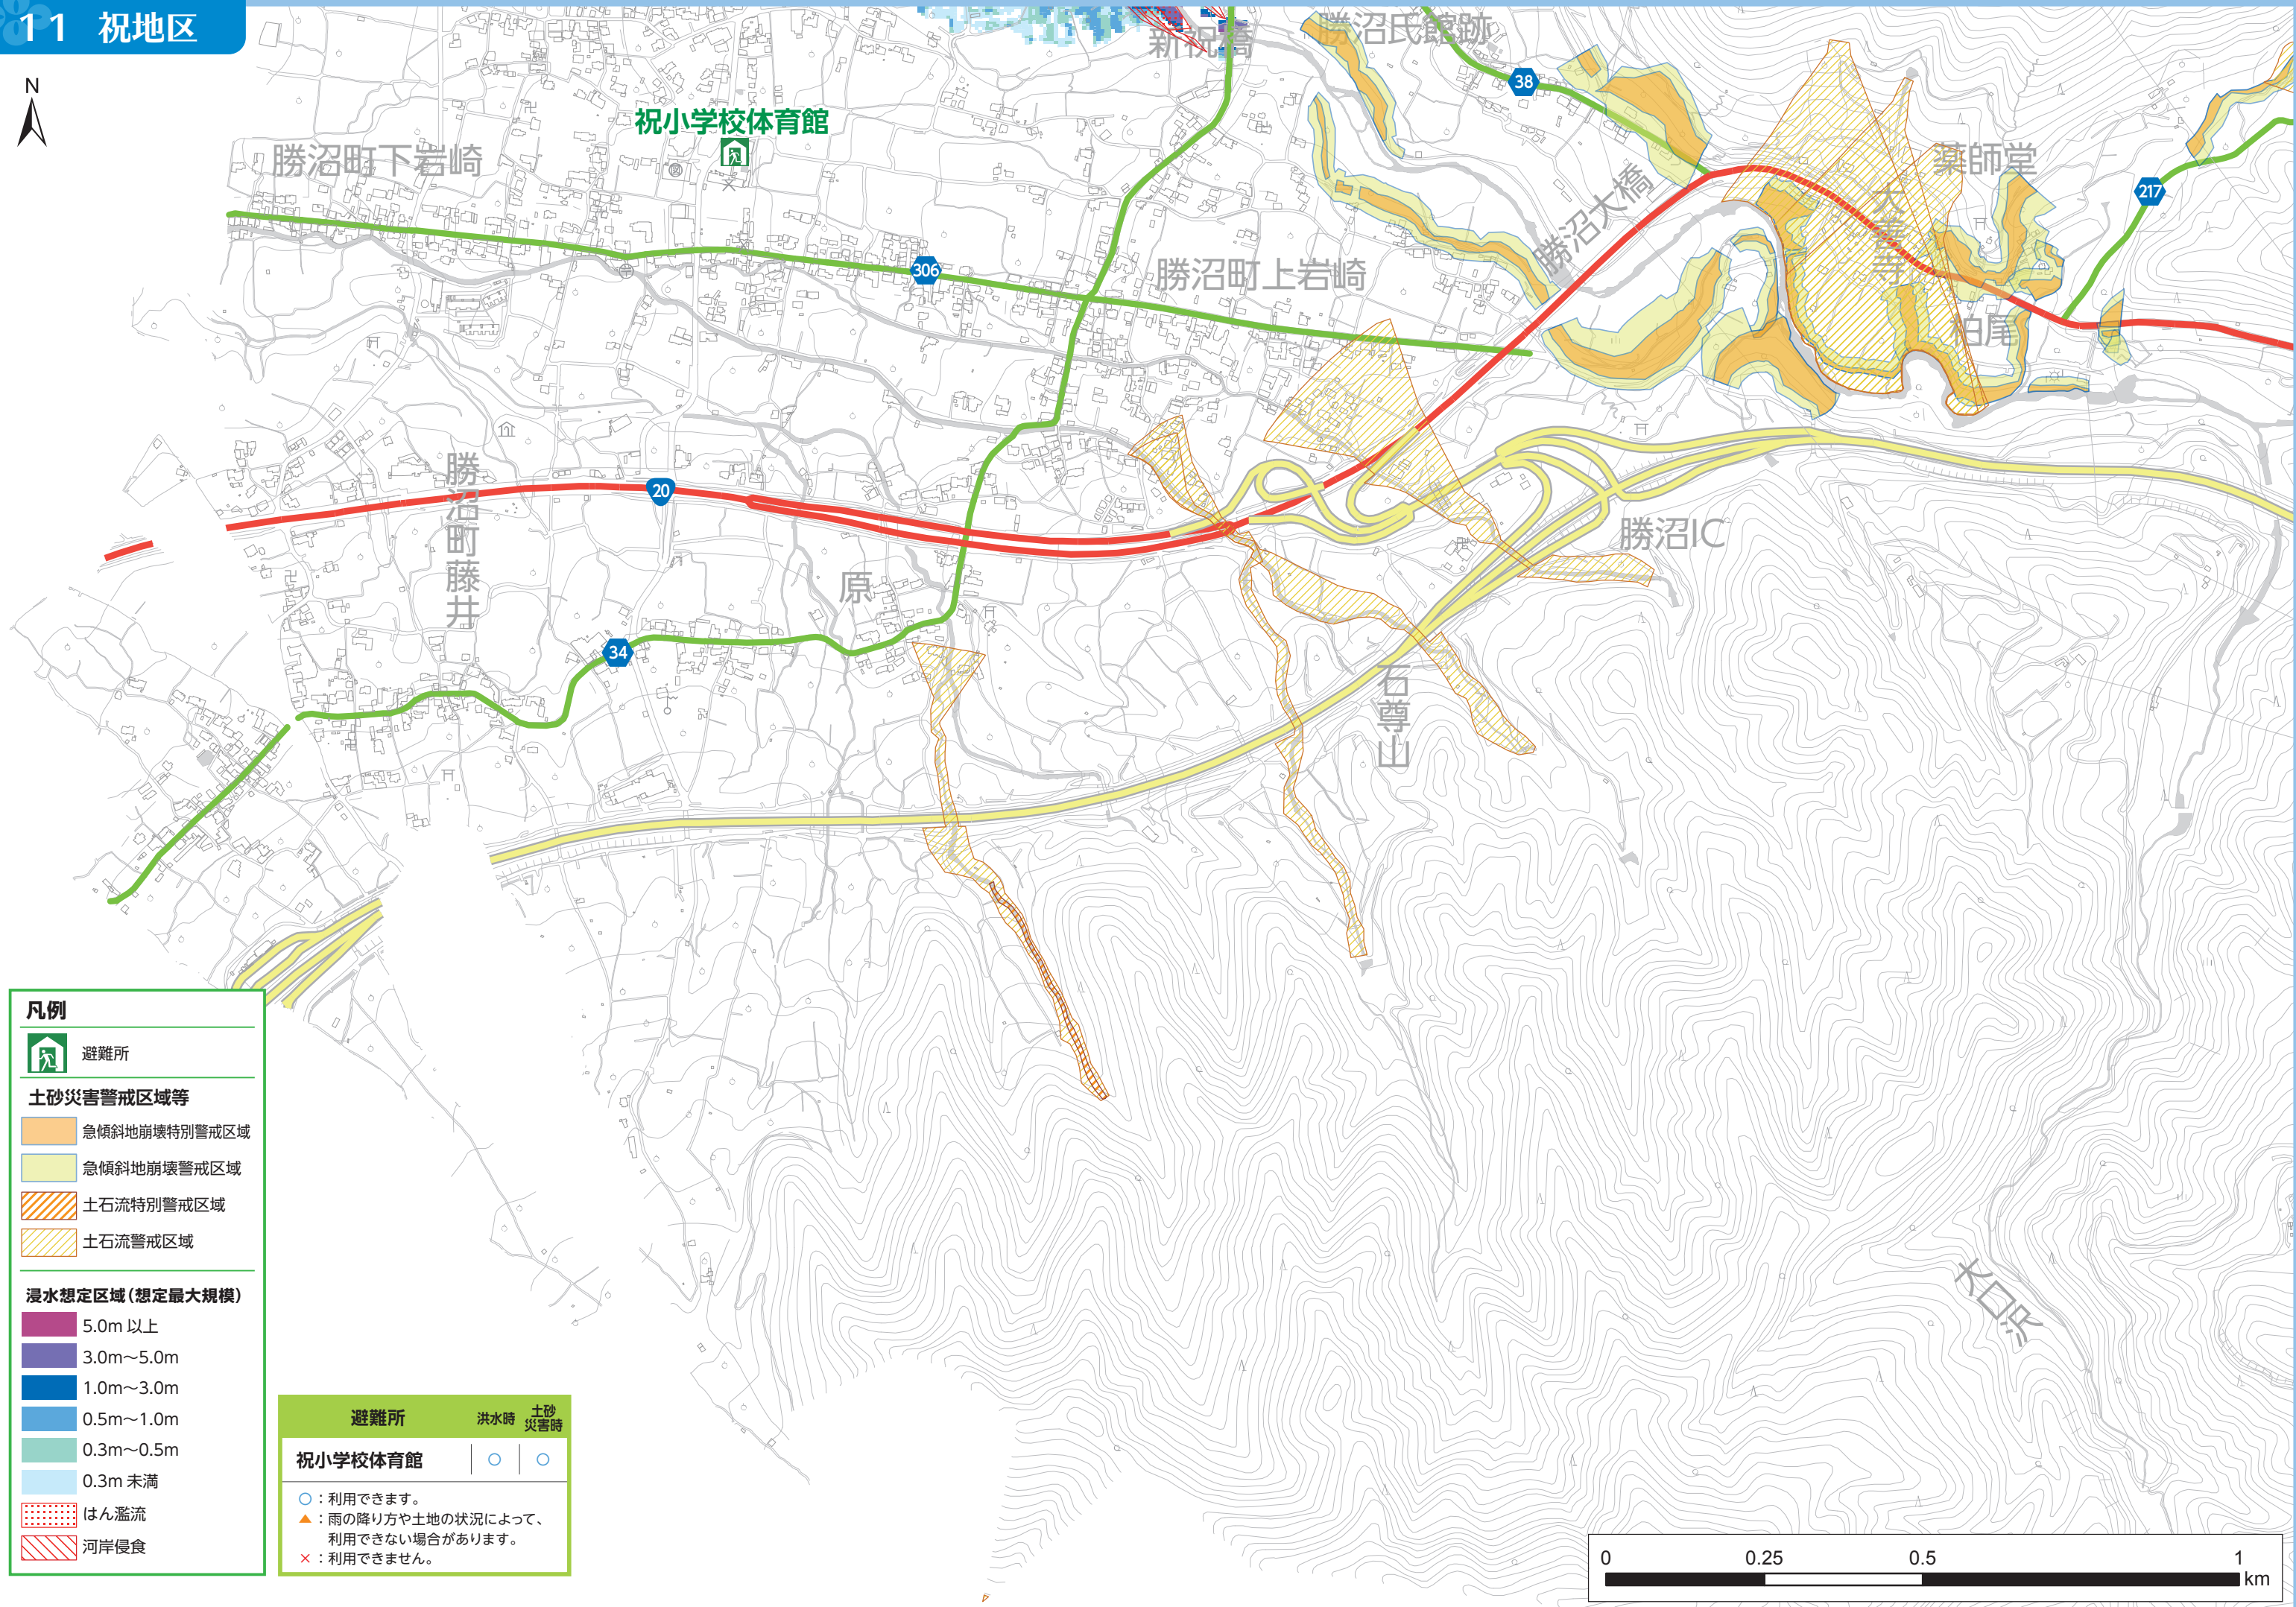 11 祝地区
N
新祝橋
勝沼氏館跡
38
祝小学校体育館
勝沼町下岩崎
薬師堂
217
勝沼大橋
大善寺
306
勝沼町上岩崎
柏尾
勝沼町藤井
20
勝沼IC
原
34
石尊山
大口沢
凡例
避難所
土砂災害警戒区域等
急傾斜地崩壊特別警戒区域
急傾斜地崩壊警戒区域
土石流特別警戒区域
土石流警戒区域
浸水想定区域(想定最大規模)
5.0m 以上
3.0m～5.0m
1.0m～3.0m
0.5m～1.0m
0.3m～0.5m
0.3m 未満
はん濫流
河岸侵食
避難所 洪水時 土砂災害時
祝小学校体育館 ○ ○
○：利用できます。
▲：雨の降り方や土地の状況によって、
利用できない場合があります。
×：利用できません。
0 0.25 0.5 1
km